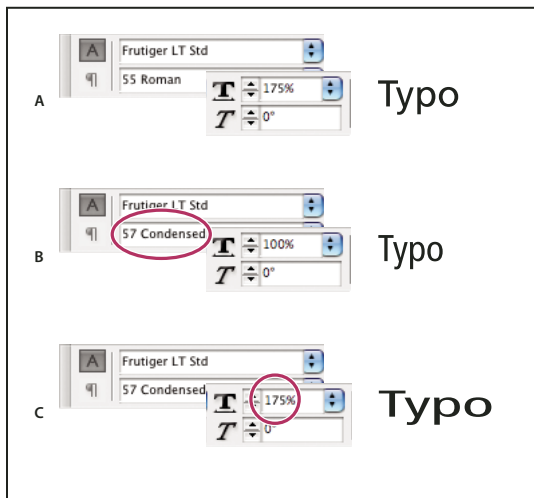 A
Frutiger LT Std
¶
55 Roman
T
175%
T
0°
A
Typo
A
Frutiger LT Std
¶
57 Condensed
T
100%
T
0°
B
Typo
A
Frutiger LT Std
¶
57 Condensed
T
175%
T
0°
C
Typo